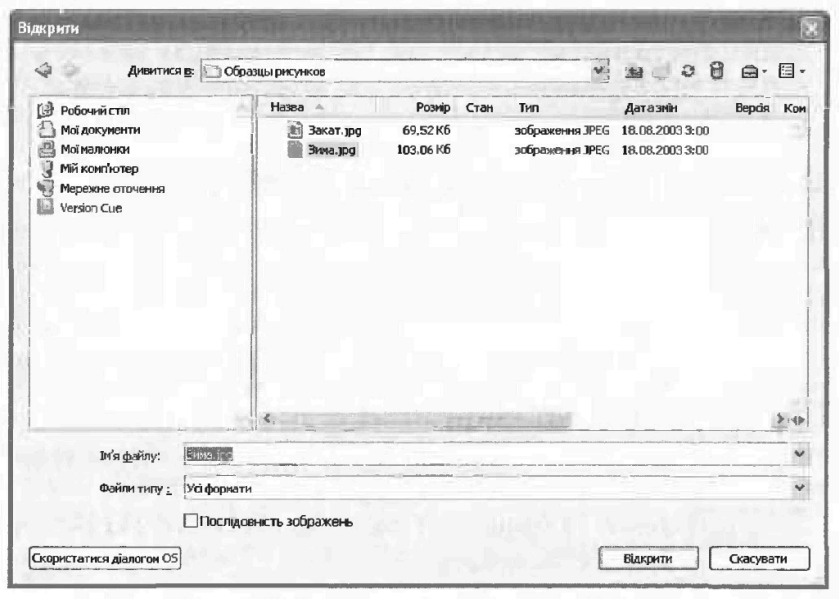 Відкрити
Дивитися в: Образцы рисунков
Робочий стіл
Мої документи
Мої малюнки
Мій комп'ютер
Мережне оточення
Version Cue
Назва Розмір Стан Тип Дата змін Версія Ком
Закат.jpg 69,52 Кб зображення JPEG 18.08.2003 3:00
Зима.jpg 103,06 Кб зображення JPEG 18.08.2003 3:00
Ім'я файлу: Зима.jpg
Файли типу : Усі формати
Послідовність зображень
Скористатися діалогом OS Відкрити Скасувати